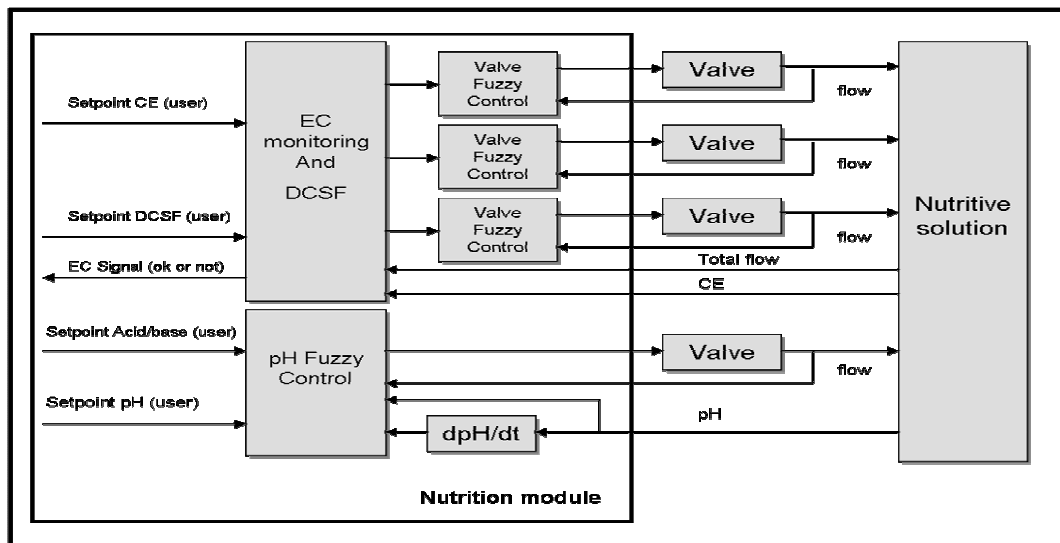 Setpoint CE (user)
Setpoint DCSF (user)
EC Signal (ok or not)
Setpoint Acid/base (user)
Setpoint pH (user)
EC
monitoring
And
DCSF
pH Fuzzy
Control
Valve
Fuzzy
Control
Valve
Fuzzy
Control
Valve
Fuzzy
Control
dpH/dt
Nutrition module
Valve
flow
Valve
flow
Valve
flow
Total flow
CE
Valve
flow
pH
Nutritive
solution